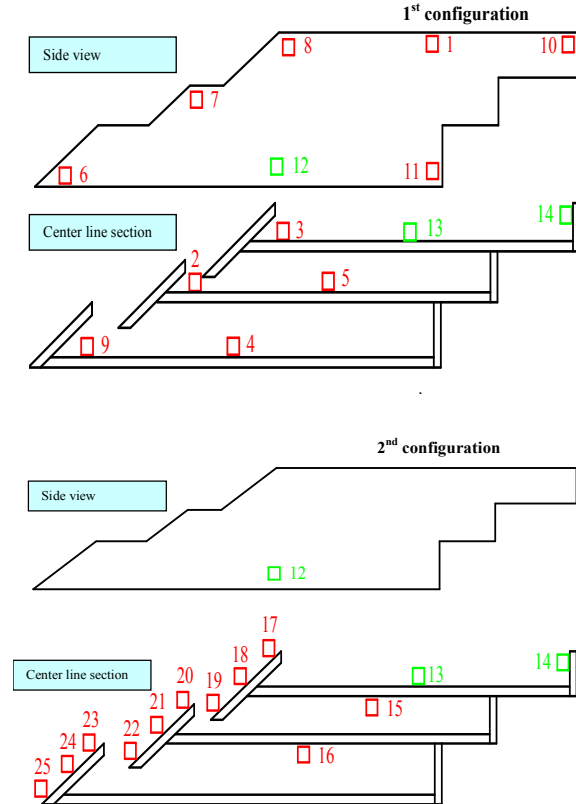 1st configuration
Side view
8 1 10
7
6 12 11
14
Center line section 3 13
2 5
9 4
2nd configuration
Side view
12
17
18
Center line section 20 19 13 14
21 15
23 22 16
24
25